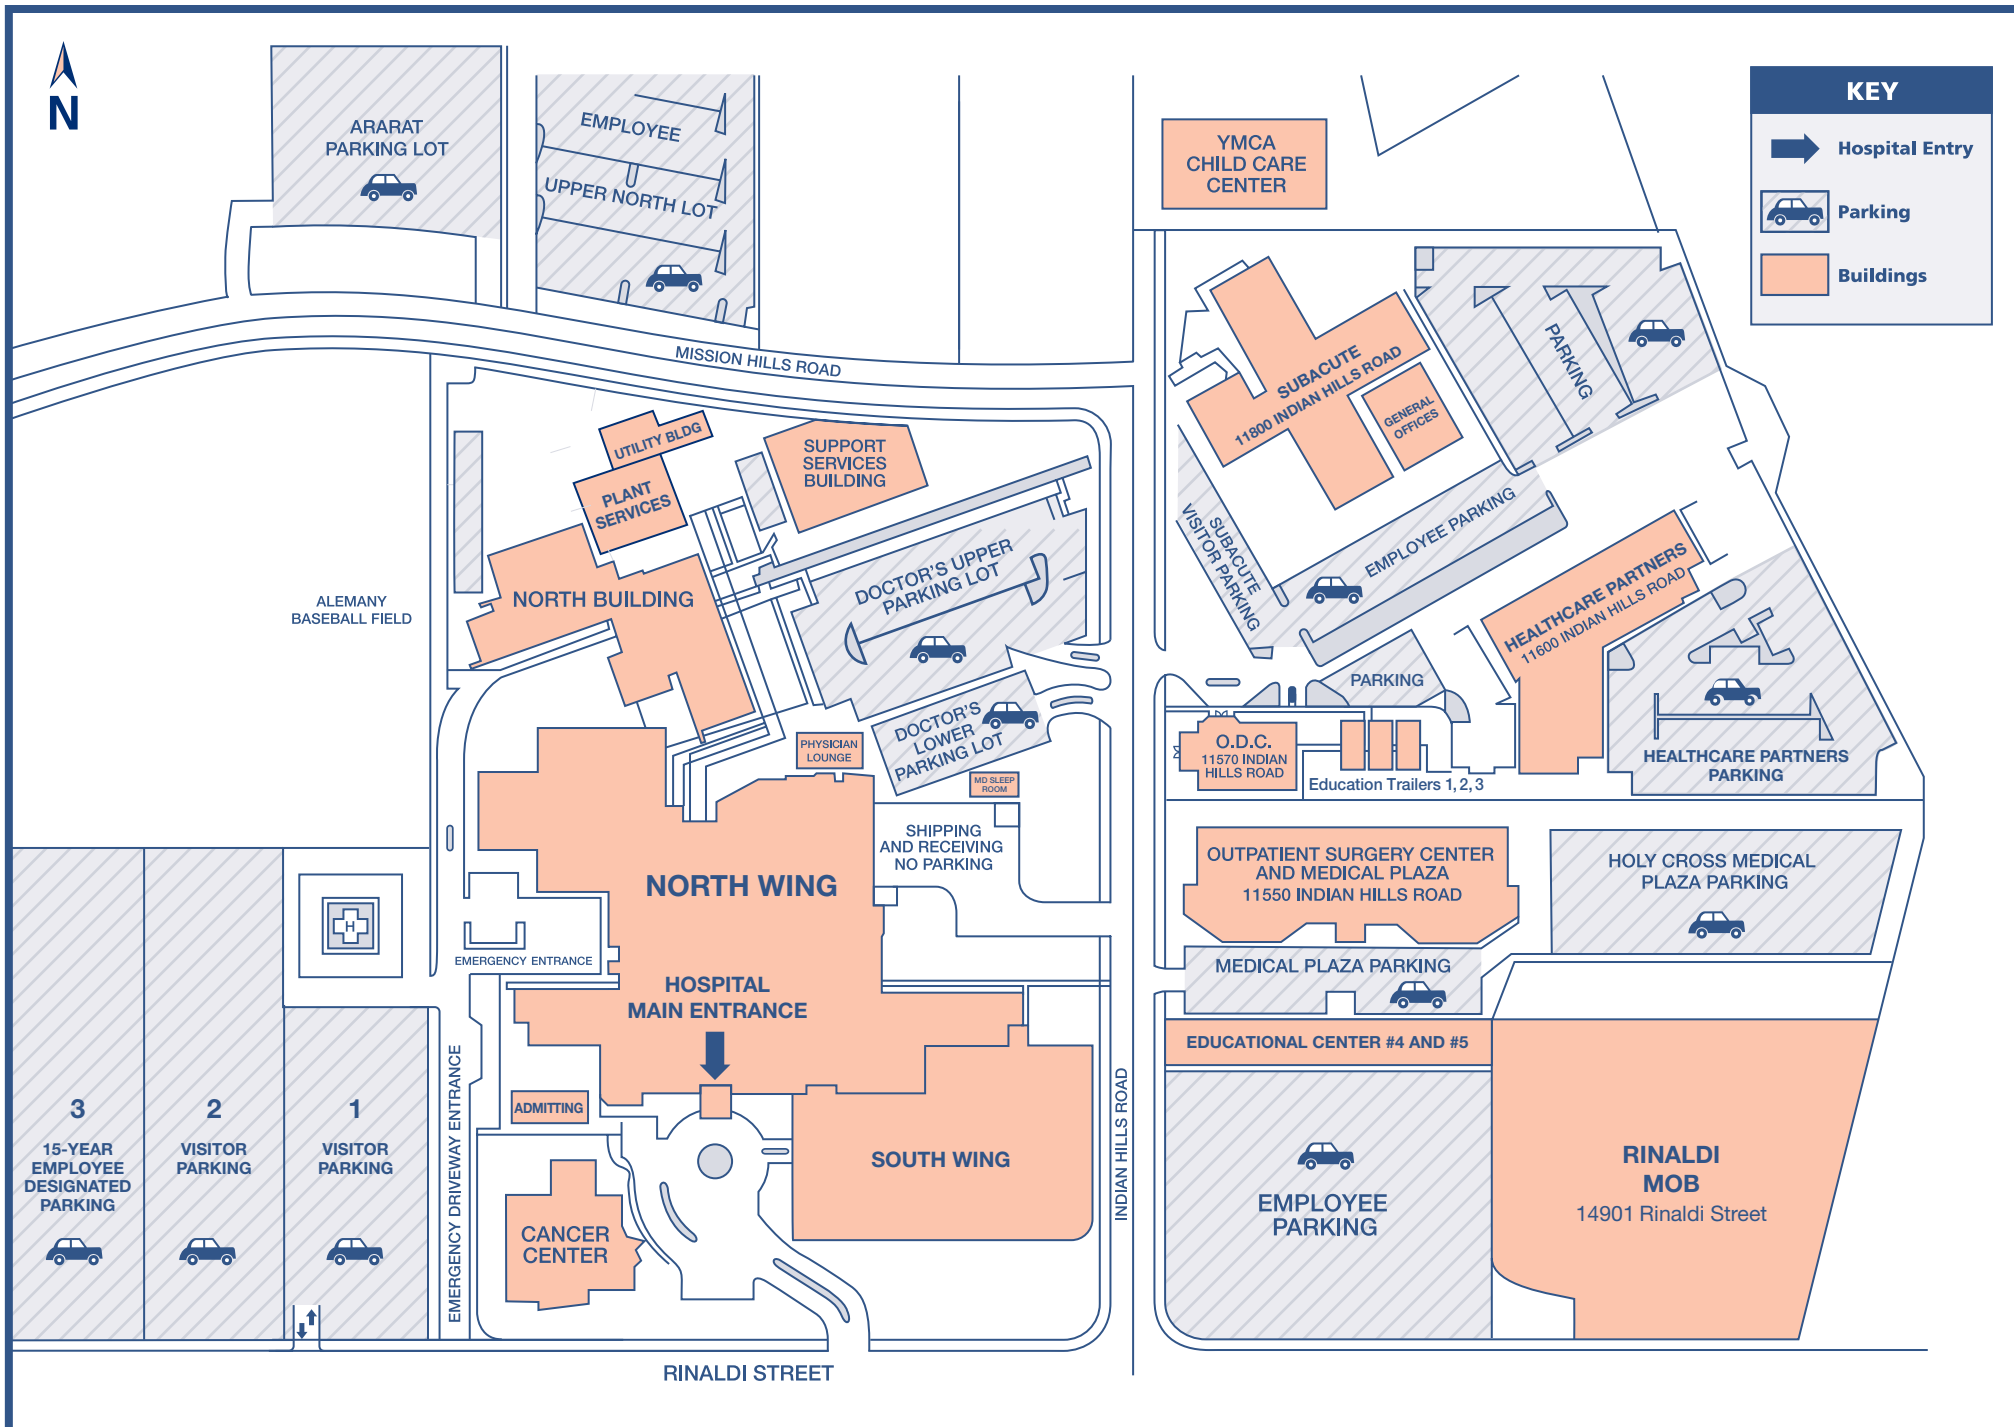 N
ARARAT
PARKING LOT
EMPLOYEE
UPPER NORTH LOT
YMCA
CHILD CARE
CENTER
KEY
Hospital Entry
Parking
Buildings
MISSION HILLS ROAD
SUBACUTE
11800 INDIAN HILLS ROAD
GENERAL
OFFICES
PARKING
UTILITY BLDG
PLANT
SERVICES
SUPPORT
SERVICES
BUILDING
SUBACUTE
VISITOR PARKING
EMPLOYEE PARKING
ALEMANY
BASEBALL FIELD
NORTH BUILDING
DOCTOR'S UPPER
PARKING LOT
HEALTHCARE PARTNERS
11600 INDIAN HILLS ROAD
PARKING
DOCTOR'S
LOWER
PARKING LOT
PHYSICIAN
LOUNGE
MD SLEEP
ROOM
O.D.C.
11570 INDIAN
HILLS ROAD
Education Trailers 1, 2, 3
HEALTHCARE PARTNERS
PARKING
SHIPPING
AND RECEIVING
NO PARKING
NORTH WING
OUTPATIENT SURGERY CENTER
AND MEDICAL PLAZA
11550 INDIAN HILLS ROAD
HOLY CROSS MEDICAL
PLAZA PARKING
H
EMERGENCY ENTRANCE
MEDICAL PLAZA PARKING
HOSPITAL
MAIN ENTRANCE
EDUCATIONAL CENTER #4 AND #5
3
15-YEAR
EMPLOYEE
DESIGNATED
PARKING
2
VISITOR
PARKING
1
VISITOR
PARKING
EMERGENCY DRIVEWAY ENTRANCE
ADMITTING
CANCER
CENTER
SOUTH WING
INDIAN HILLS ROAD
EMPLOYEE
PARKING
RINALDI
MOB
14901 Rinaldi Street
RINALDI STREET